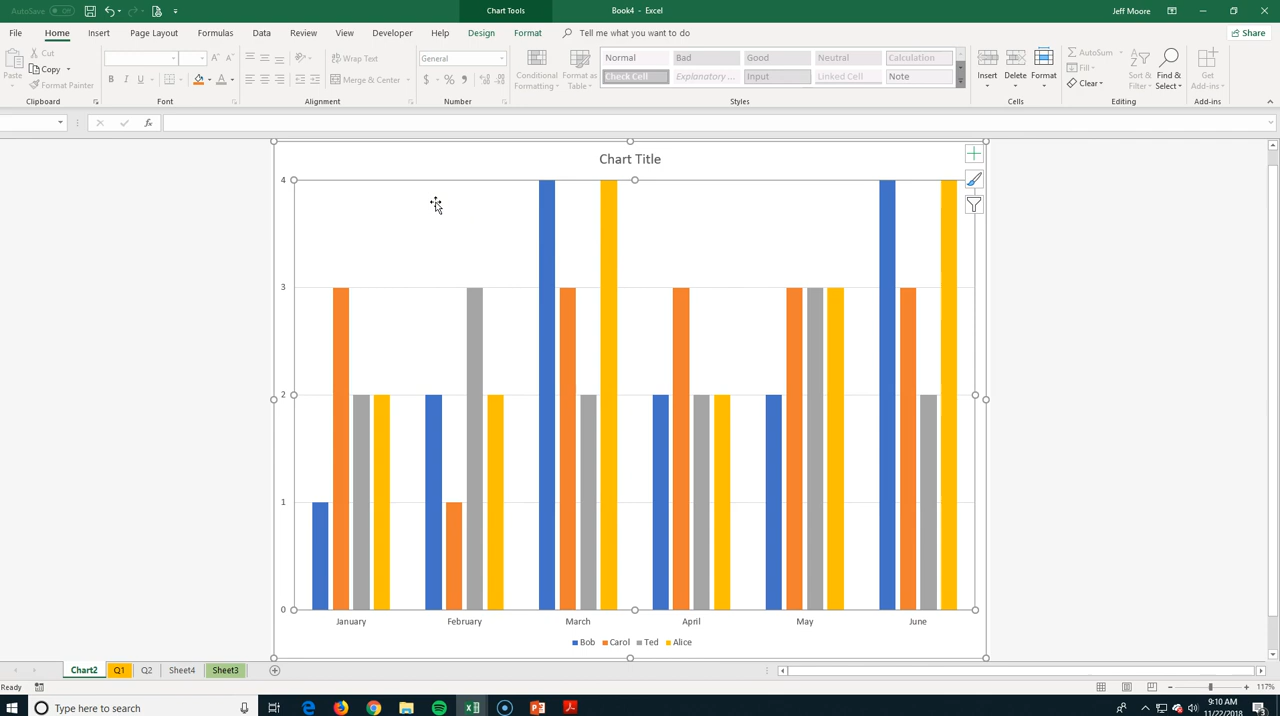 AutoSave Off
Chart Tools
Book4 - Excel
Jeff Moore
File Home Insert Page Layout Formulas Data Review View Developer Help Design Format Tell me what you want to do Share
Cut
Copy
Format Painter
Paste
Clipboard
B I U
Font
Wrap Text
Merge & Center
Alignment
General
$ % ,
Number
Conditional Formatting
Format as Table
Normal Bad Good Neutral Calculation
Check Cell Explanatory ... Input Linked Cell Note
Styles
Insert Delete Format
Cells
AutoSum
Fill
Clear
Sort & Filter
Find & Select
Editing
Get Add-ins
Add-ins
fx
Chart Title
4
3
2
1
0
January February March April May June
Bob Carol Ted Alice
Chart2 Q1 Q2 Sheet4 Sheet3
Ready
117%
Type here to search
9:10 AM
11/22/2018